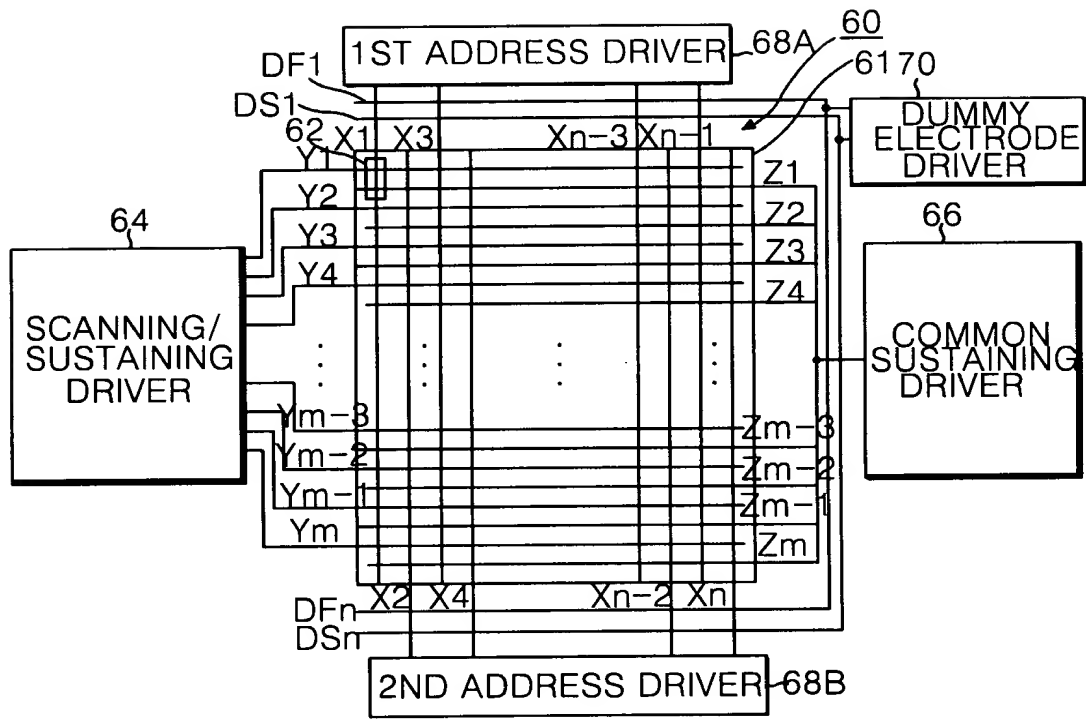 1ST ADDRESS DRIVER
68A
60
6170
DF1
DS1
DUMMY
ELECTRODE
DRIVER
62
X1 X3 Xn-3 Xn-1
Y1
Z1
Y2
Z2
64
66
Y3
Z3
Y4
Z4
SCANNING/
SUSTAINING
DRIVER
COMMON
SUSTAINING
DRIVER
Ym-3
Zm-3
Ym-2
Zm-2
Ym-1
Zm-1
Ym
Zm
X2 X4 Xn-2 Xn
DFn
DSn
2ND ADDRESS DRIVER
68B